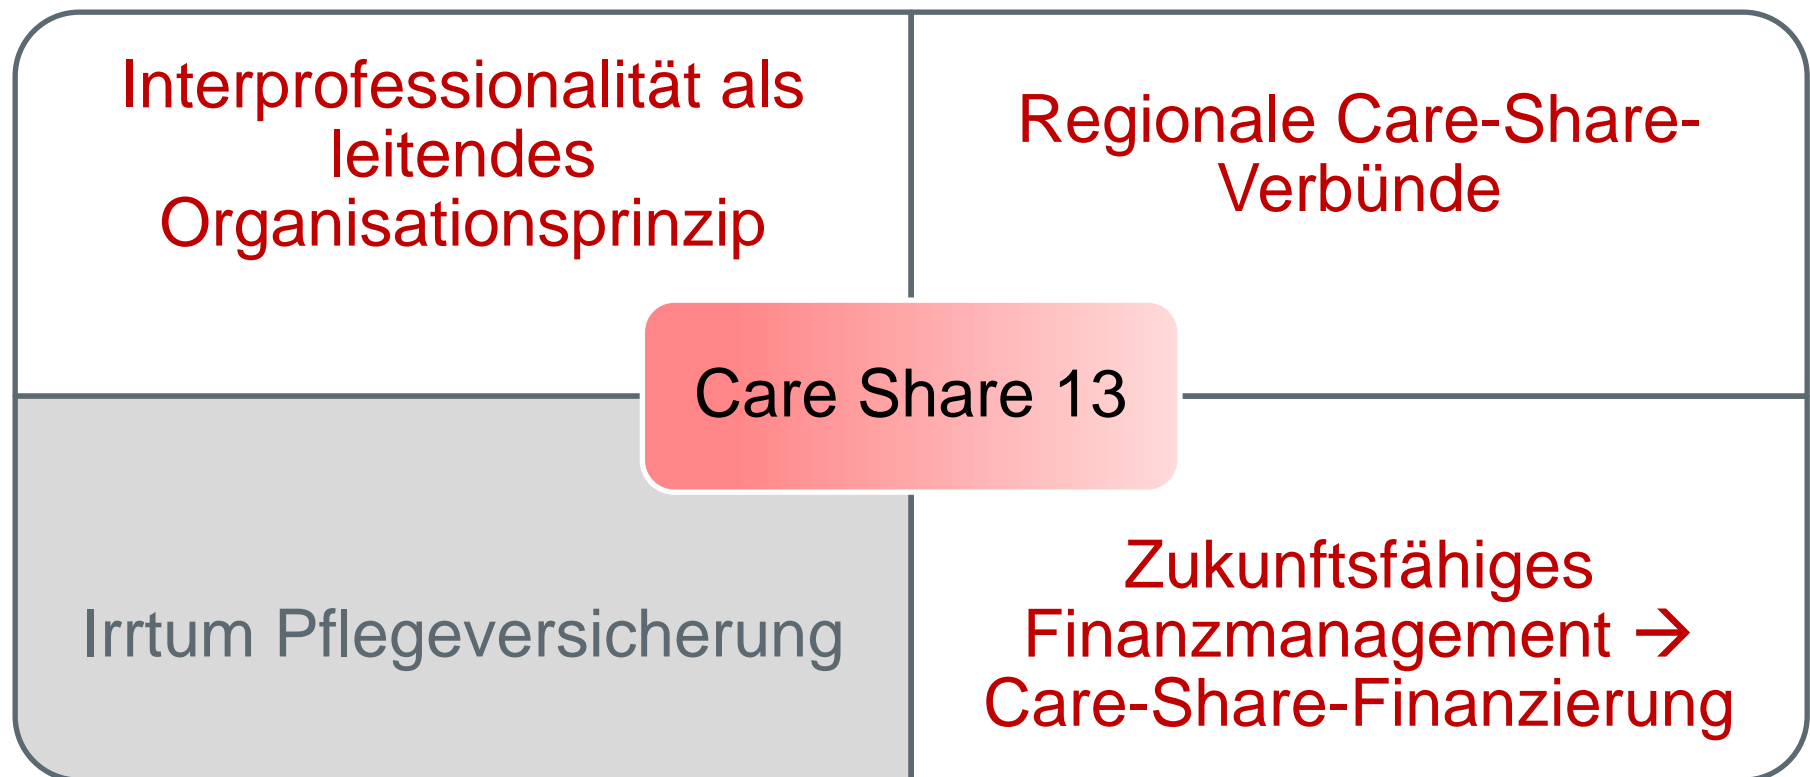 Interprofessionalität als
leitendes
Organisationsprinzip
Regionale Care-Share-
Verbünde
Care Share 13
Irrtum Pflegeversicherung
Zukunftsfähiges
Finanzmanagement →
Care-Share-Finanzierung